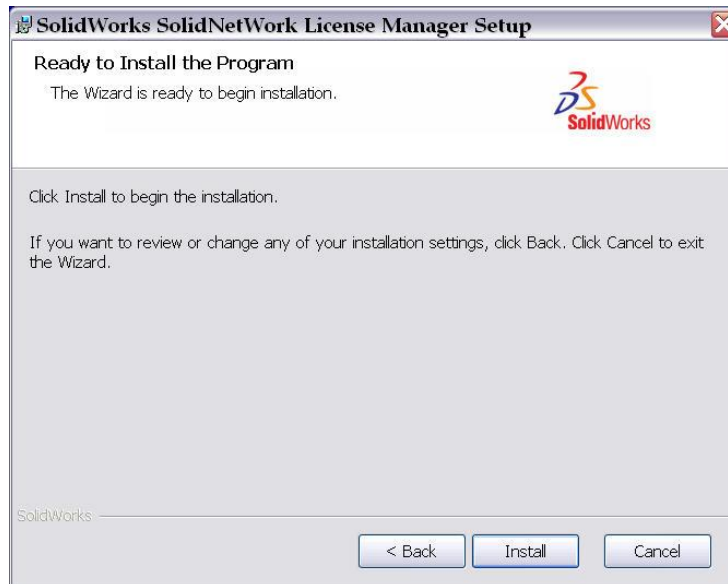 SolidWorks SolidNetWork License Manager Setup
Ready to Install the Program
The Wizard is ready to begin installation.
SolidWorks
Click Install to begin the installation.
If you want to review or change any of your installation settings, click Back. Click Cancel to exit
the Wizard.
SolidWorks
< Back
Install
Cancel